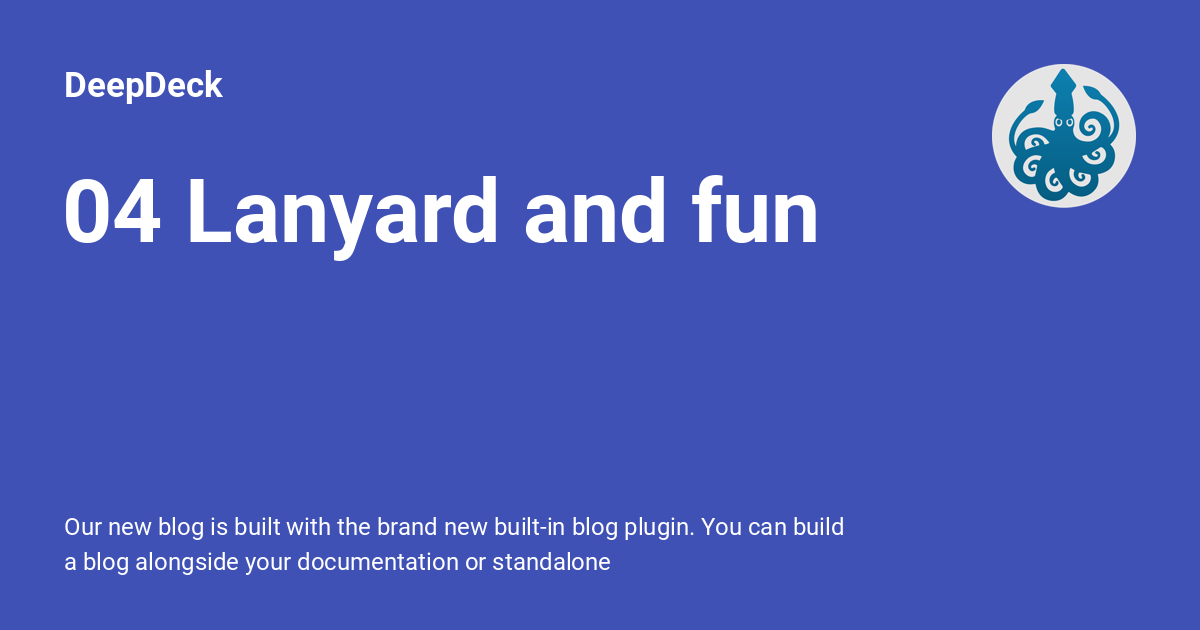 DeepDeck
04 Lanyard and fun
Our new blog is built with the brand new built-in blog plugin. You can build
a blog alongside your documentation or standalone